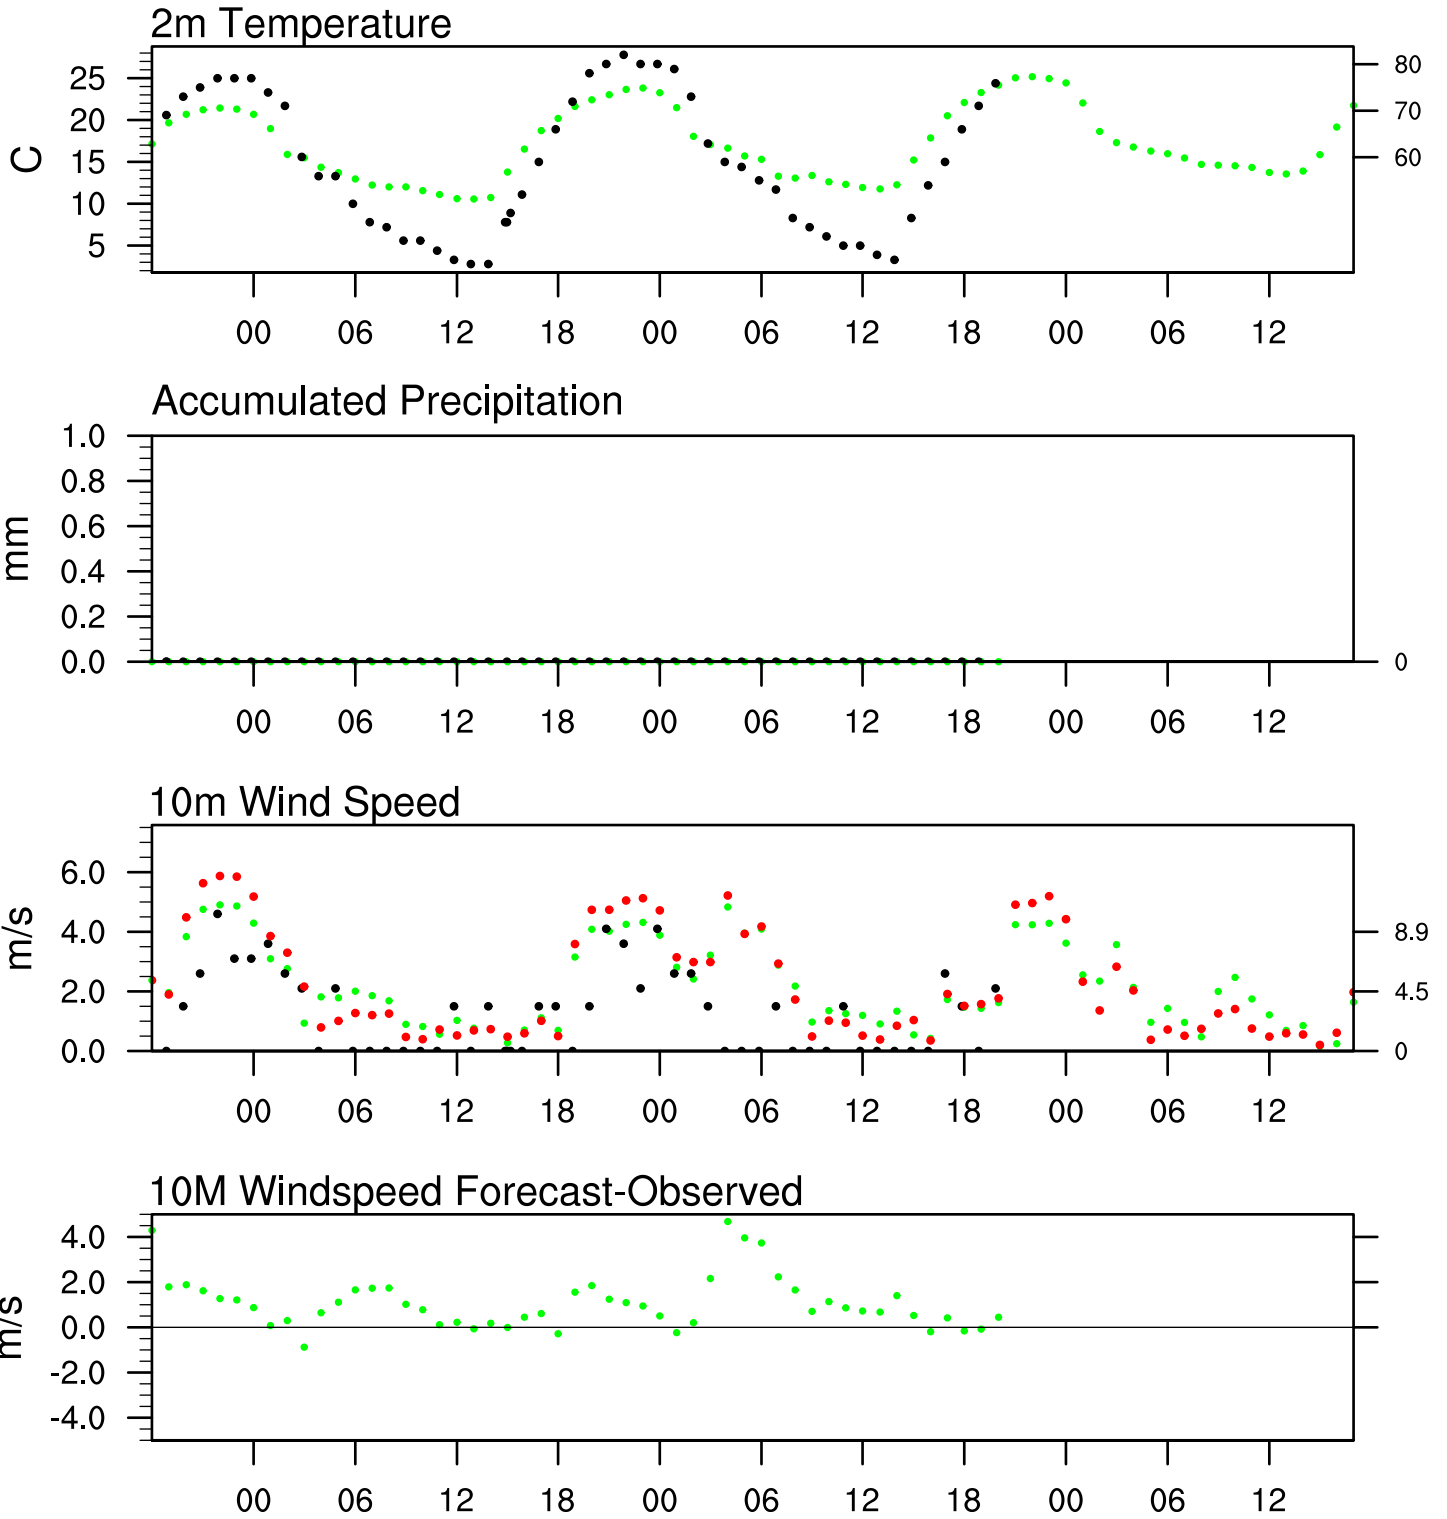 2m Temperature
25
20
15
10
5
C
80
70
60
00 06 12 18 00 06 12 18 00 06 12
Accumulated Precipitation
1.0
0.8
0.6
0.4
0.2
0.0
mm
0
00 06 12 18 00 06 12 18 00 06 12
10m Wind Speed
6.0
4.0
2.0
0.0
m/s
8.9
4.5
0
00 06 12 18 00 06 12 18 00 06 12
10M Windspeed Forecast-Observed
4.0
2.0
0.0
-2.0
-4.0
m/s
00 06 12 18 00 06 12 18 00 06 12